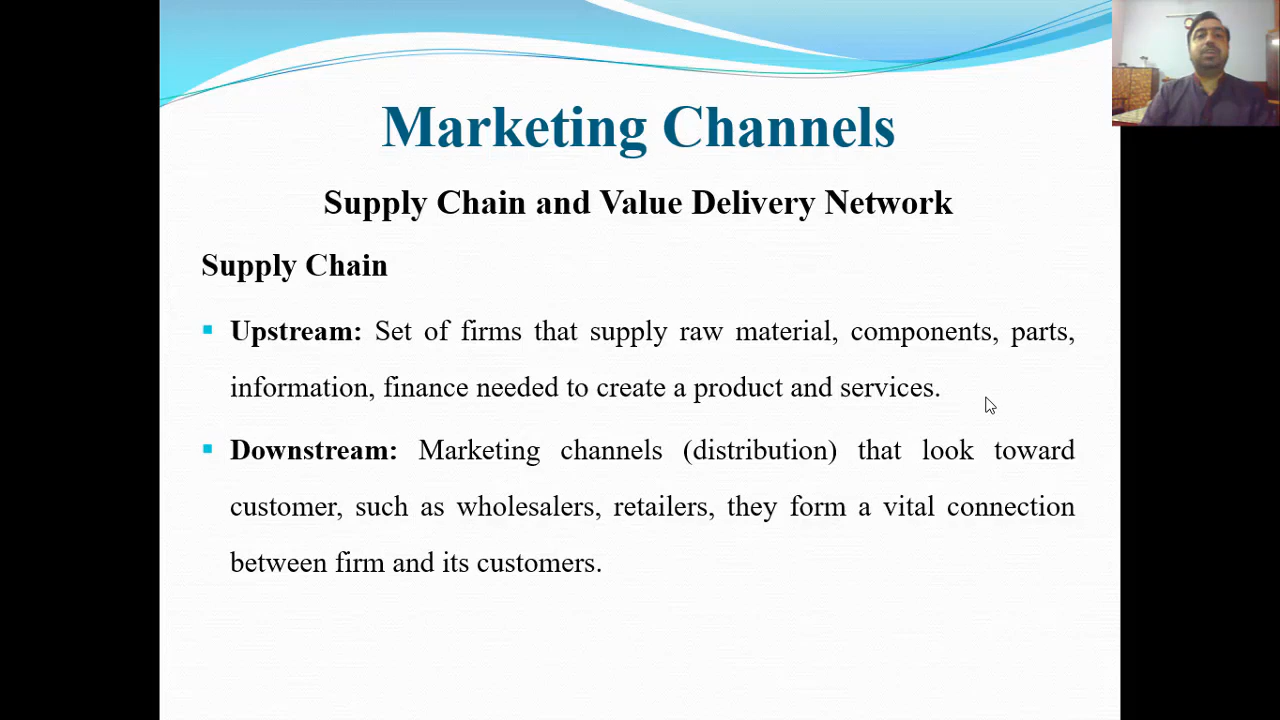 Marketing Channels
Supply Chain and Value Delivery Network
Supply Chain
Upstream: Set of firms that supply raw material, components, parts,
information, finance needed to create a product and services.
Downstream: Marketing channels (distribution) that look toward
customer, such as wholesalers, retailers, they form a vital connection
between firm and its customers.